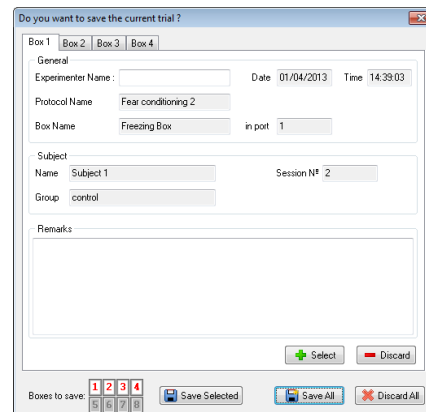 Do you want to save the current trial ?
Box 1 Box 2 Box 3 Box 4
General
Experimenter Name : Date 01/04/2013 Time 14:39:03
Protocol Name Fear conditioning 2
Box Name Freezing Box in port 1
Subject
Name Subject 1 Session Nº 2
Group control
Remarks
Select Discard
Boxes to save: 1 2 3 4
5 6 7 8
Save Selected Save All Discard All